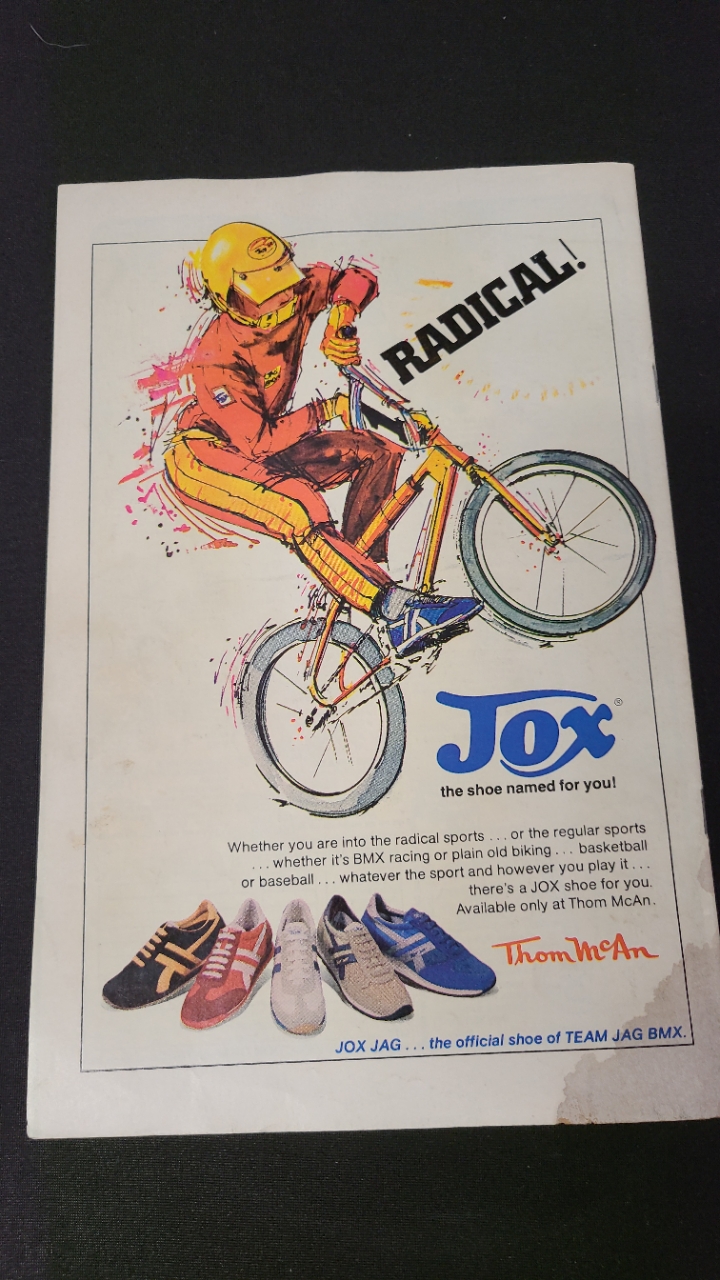 RADICAL!
1
Jox®
the shoe named for you!
Whether you are into the radical sports . . . or the regular sports
. . . whether it's BMX racing or plain old biking . . . basketball
or baseball . . . whatever the sport and however you play it . . .
there's a JOX shoe for you.
Available only at Thom McAn.
Thom McAn
JOX JAG . . . the official shoe of TEAM JAG BMX.